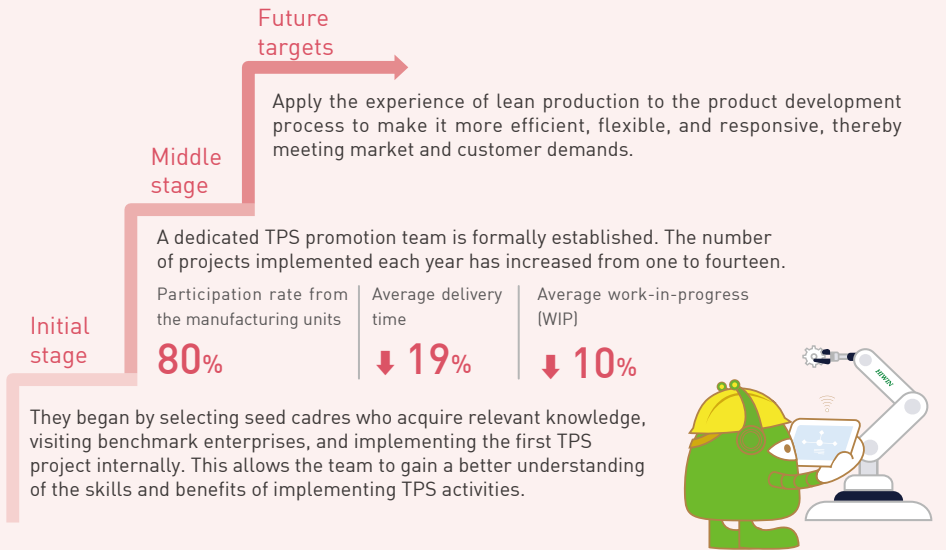 Future
targets
Apply the experience of lean production to the product development
process to make it more efficient, flexible, and responsive, thereby
meeting market and customer demands.
Middle
stage
A dedicated TPS promotion team is formally established. The number
of projects implemented each year has increased from one to fourteen.
Participation rate from
the manufacturing units
80%
Average delivery
time
19%
Average work-in-progress
(WIP)
10%
Initial
stage
They began by selecting seed cadres who acquire relevant knowledge,
visiting benchmark enterprises, and implementing the first TPS
project internally. This allows the team to gain a better understanding
of the skills and benefits of implementing TPS activities.
HIWIN